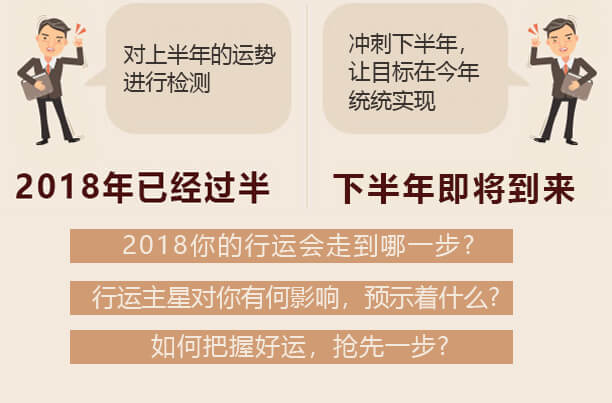 对上半年的运势
进行检测
冲刺下半年，
让目标在今年
统统实现
2018年已经过半
下半年即将到来
2018你的行运会走到哪一步?
行运主星对你有何影响，预示着什么?
如何把握好运，抢先一步?